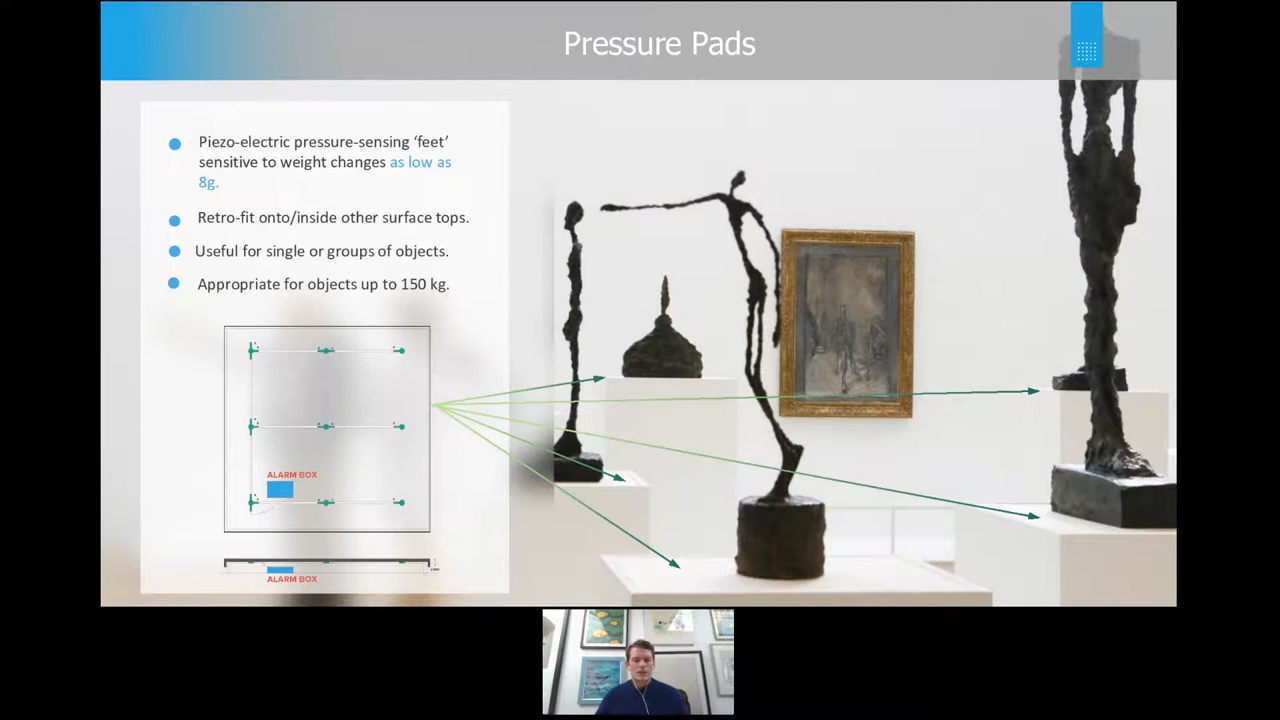 Pressure Pads
Piezo-electric pressure-sensing ‘feet’
sensitive to weight changes as low as
8g.
Retro-fit onto/inside other surface tops.
Useful for single or groups of objects.
Appropriate for objects up to 150 kg.
ALARM BOX
ALARM BOX